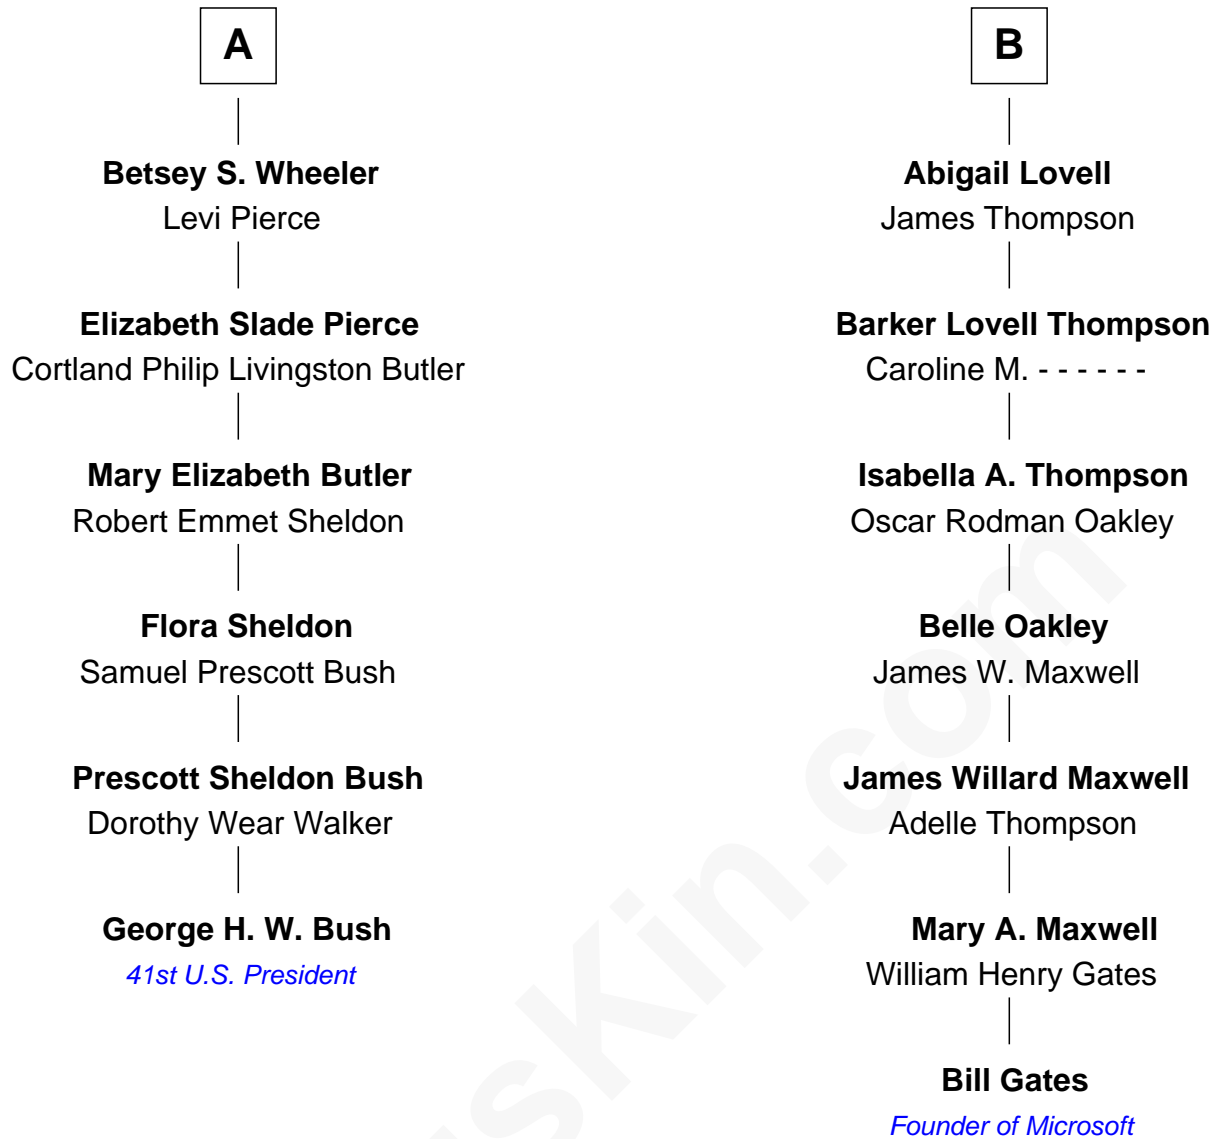 A
Betsey S. Wheeler
Levi Pierce
Elizabeth Slade Pierce
Cortland Philip Livingston Butler
Mary Elizabeth Butler
Robert Emmet Sheldon
Flora Sheldon
Samuel Prescott Bush
Prescott Sheldon Bush
Dorothy Wear Walker
George H. W. Bush
41st U.S. President
B
Abigail Lovell
James Thompson
Barker Lovell Thompson
Caroline M. - - - - - -
Isabella A. Thompson
Oscar Rodman Oakley
Belle Oakley
James W. Maxwell
James Willard Maxwell
Adelle Thompson
Mary A. Maxwell
William Henry Gates
Bill Gates
Founder of Microsoft